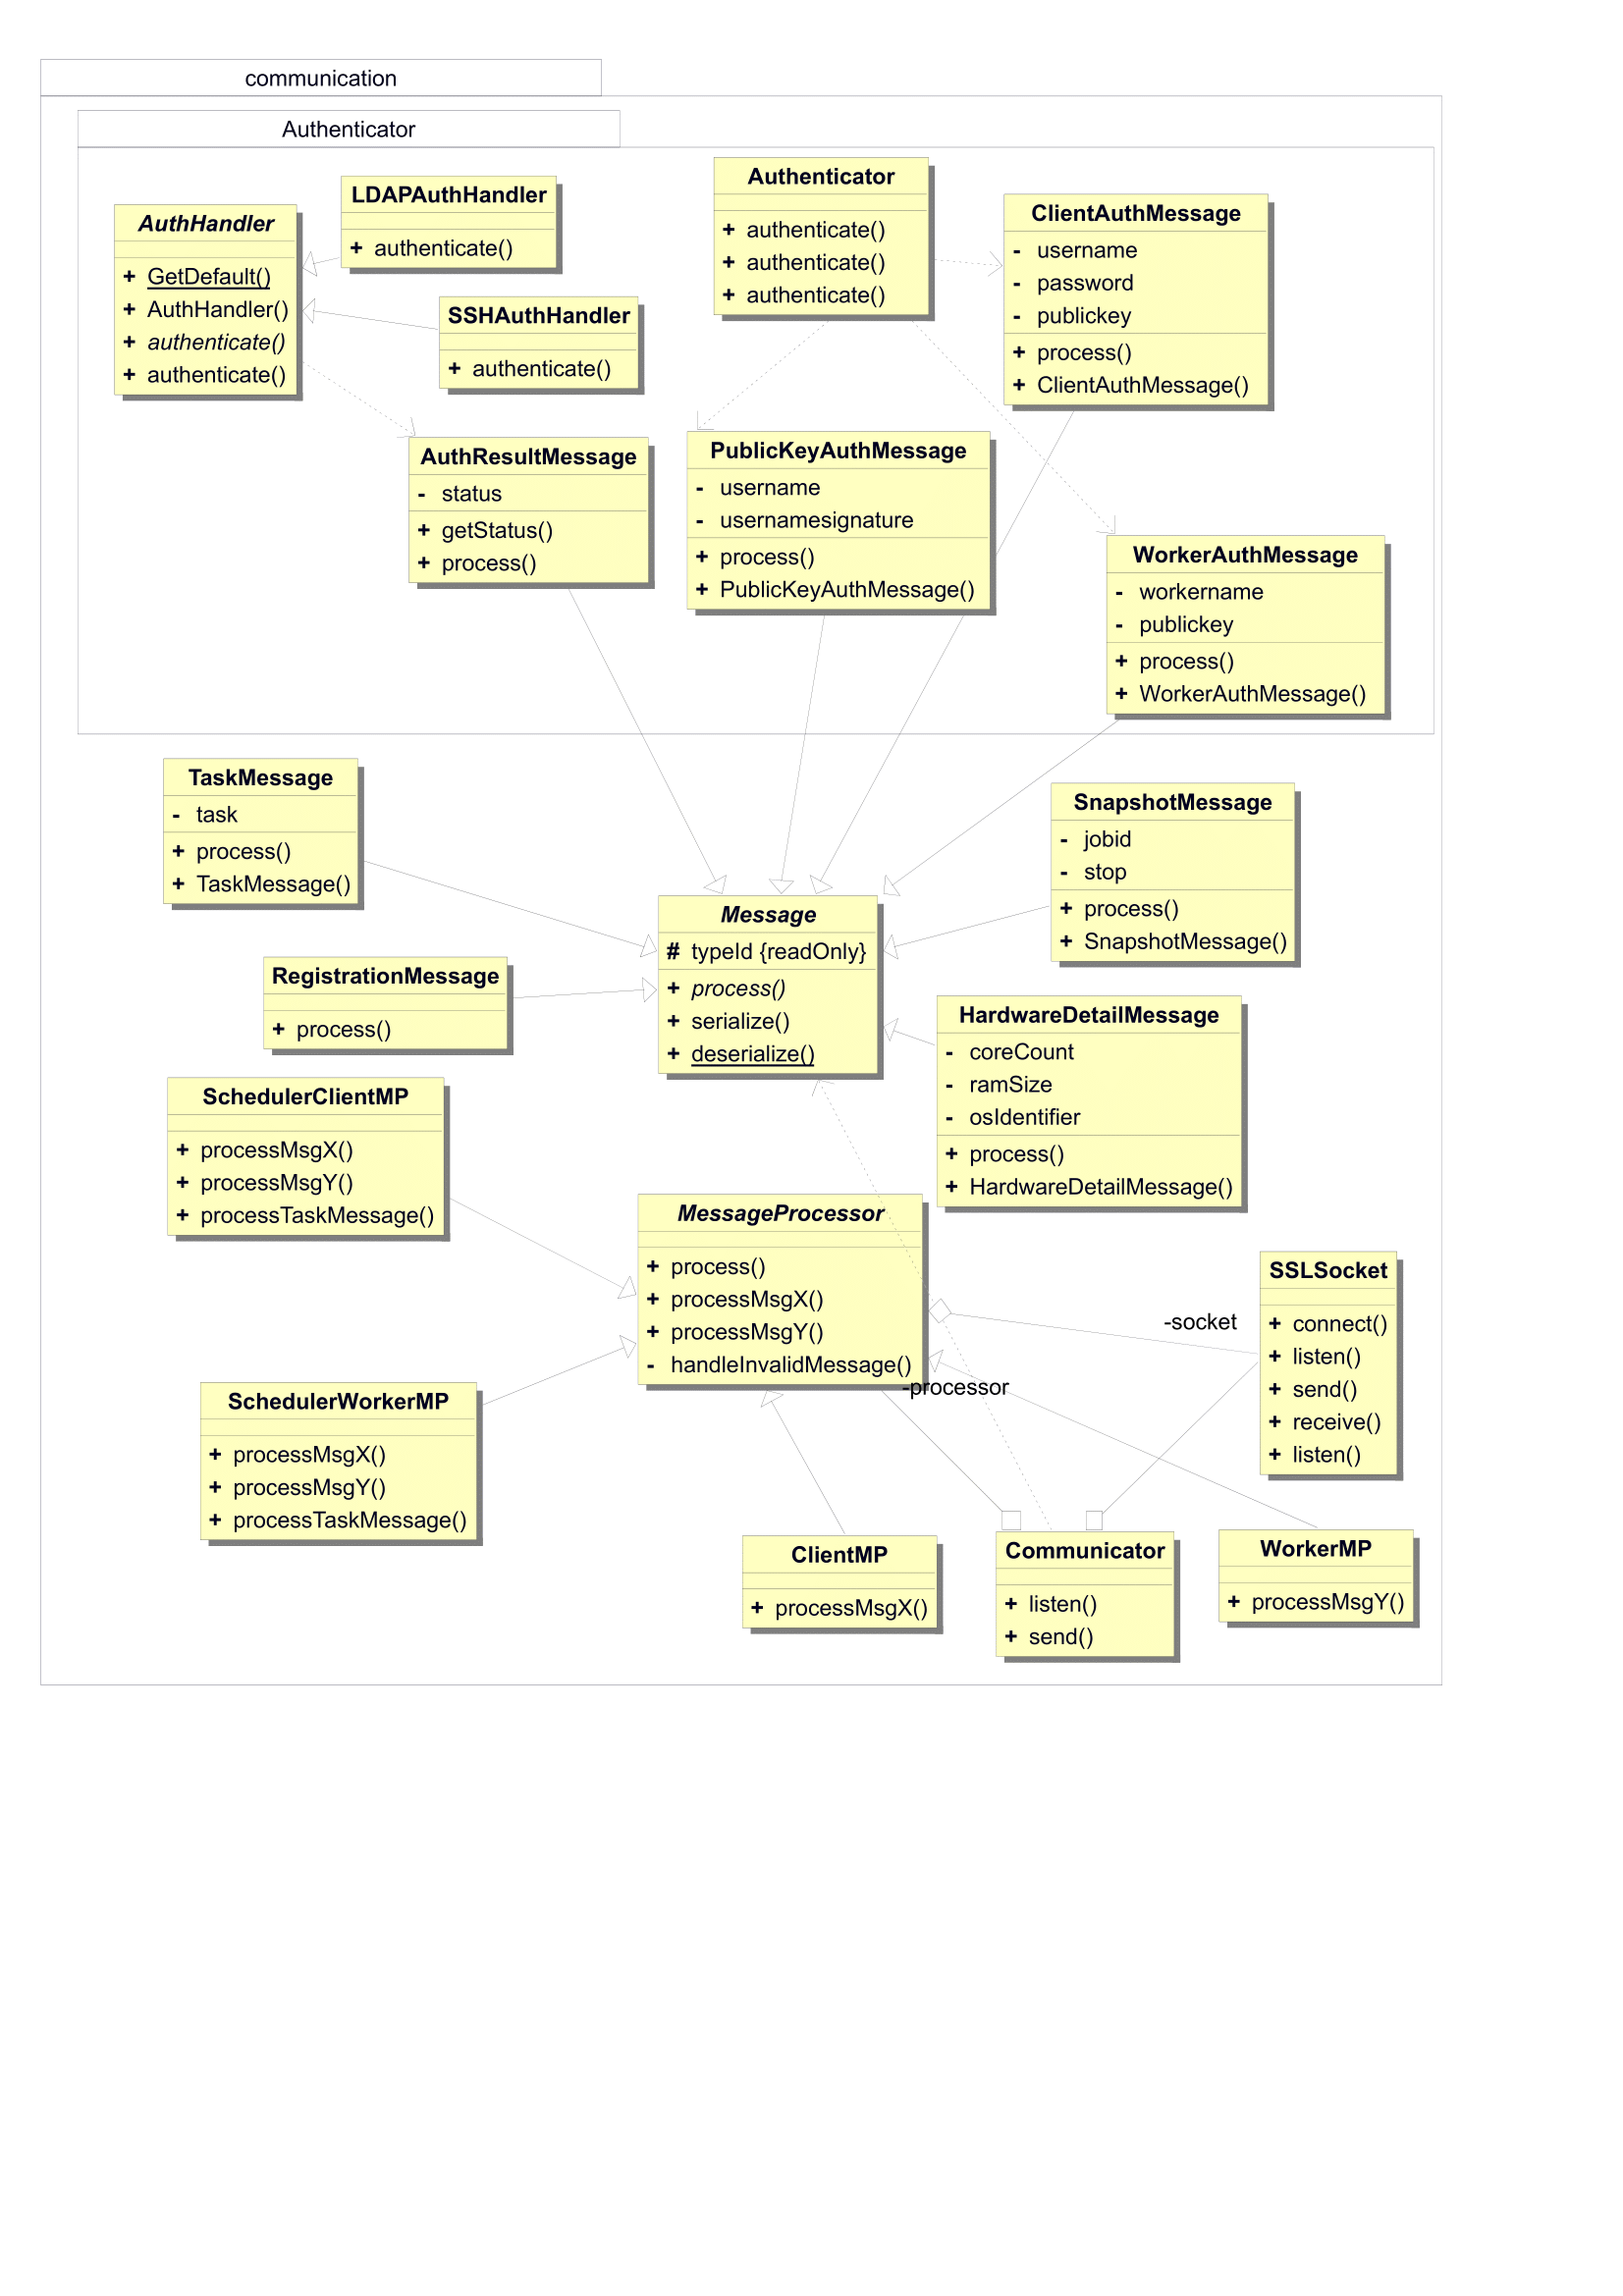 communication
Authenticator
AuthHandler
+ GetDefault()
+ AuthHandler()
+ authenticate()
+ authenticate()
LDAPAuthHandler
+ authenticate()
SSHAuthHandler
+ authenticate()
Authenticator
+ authenticate()
+ authenticate()
+ authenticate()
ClientAuthMessage
- username
- password
- publickey
+ process()
+ ClientAuthMessage()
AuthResultMessage
- status
+ getStatus()
+ process()
PublicKeyAuthMessage
- username
- usernamesignature
+ process()
+ PublicKeyAuthMessage()
WorkerAuthMessage
- workername
- publickey
+ process()
+ WorkerAuthMessage()
TaskMessage
- task
+ process()
+ TaskMessage()
SnapshotMessage
- jobid
- stop
+ process()
+ SnapshotMessage()
Message
# typeId {readOnly}
+ process()
+ serialize()
+ deserialize()
RegistrationMessage
+ process()
HardwareDetailMessage
- coreCount
- ramSize
- osIdentifier
+ process()
+ HardwareDetailMessage()
SchedulerClientMP
+ processMsgX()
+ processMsgY()
+ processTaskMessage()
MessageProcessor
+ process()
+ processMsgX()
+ processMsgY()
- handleInvalidMessage()
-socket
-processor
SSLSocket
+ connect()
+ listen()
+ send()
+ receive()
+ listen()
SchedulerWorkerMP
+ processMsgX()
+ processMsgY()
+ processTaskMessage()
ClientMP
+ processMsgX()
Communicator
+ listen()
+ send()
WorkerMP
+ processMsgY()